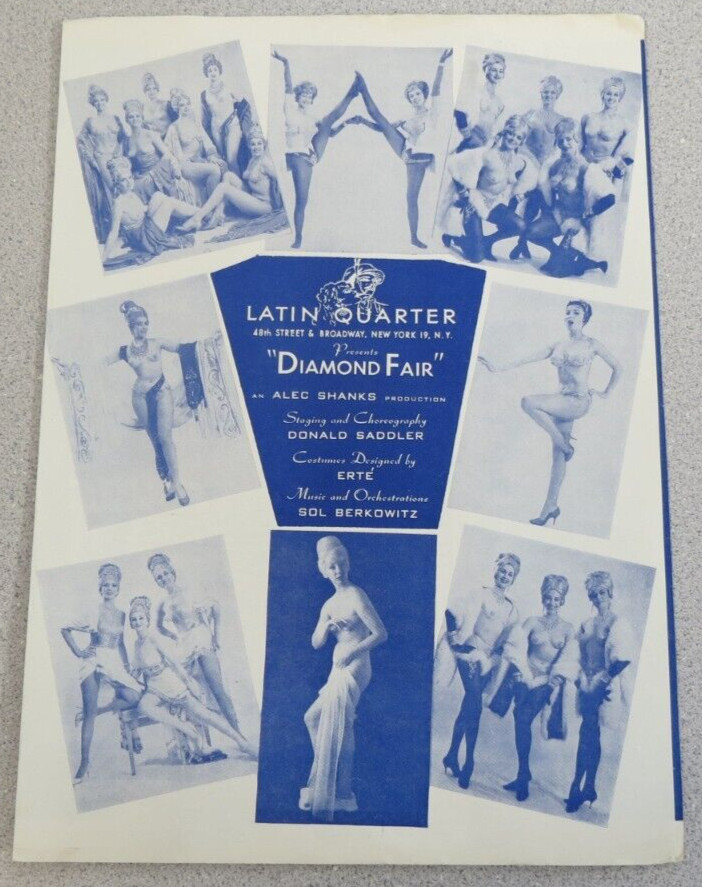 LATIN QUARTER
48th STREET & BROADWAY, NEW YORK 19, N.Y.
Presents
"DIAMOND FAIR"
AN ALEC SHANKS PRODUCTION
Staging and Choreography
DONALD SADDLER
Costumes Designed by
ERTÉ
Music and Orchestrations
SOL BERKOWITZ